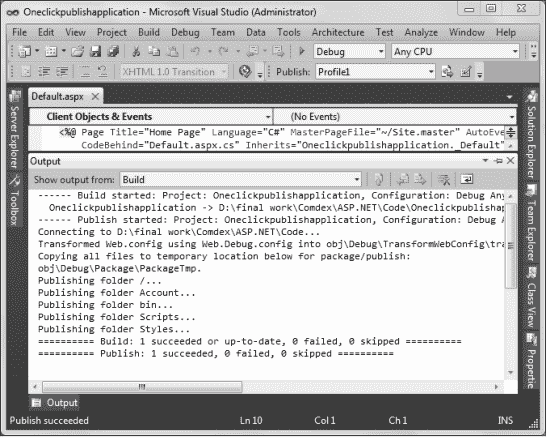 Oneclickpublishapplication - Microsoft Visual Studio (Administrator)
File Edit View Project Build Debug Team Data Tools Architecture Test Analyze Window Help
Debug Any CPU
XHTML 1.0 Transition Publish: Profile1
Default.aspx
Client Objects & Events (No Events)
<%@ Page Title="Home Page" Language="C#" MasterPageFile="~/Site.master" AutoEve
CodeBehind="Default.aspx.cs" Inherits="Oneclickpublishapplication._Default"
Output
Show output from: Build
------ Build started: Project: Oneclickpublishapplication, Configuration: Debug Any
Oneclickpublishapplication -> D:\final work\Comdex\ASP.NET\Code\Oneclickpublishap
------ Publish started: Project: Oneclickpublishapplication, Configuration: Debug A
Connecting to D:\final work\Comdex\ASP.NET\Code...
Transformed Web.config using Web.Debug.config into obj\Debug\TransformWebConfig\tra
Copying all files to temporary location below for package/publish:
obj\Debug\Package\PackageTmp.
Publishing folder /...
Publishing folder Account...
Publishing folder bin...
Publishing folder Scripts...
Publishing folder Styles...
========== Build: 1 succeeded or up-to-date, 0 failed, 0 skipped ==========
========== Publish: 1 succeeded, 0 failed, 0 skipped ==========
Output
Publish succeeded Ln 10 Col 1 Ch 1
Server Explorer
Toolbox
Solution Explorer
Team Explorer
Class View
Propertie